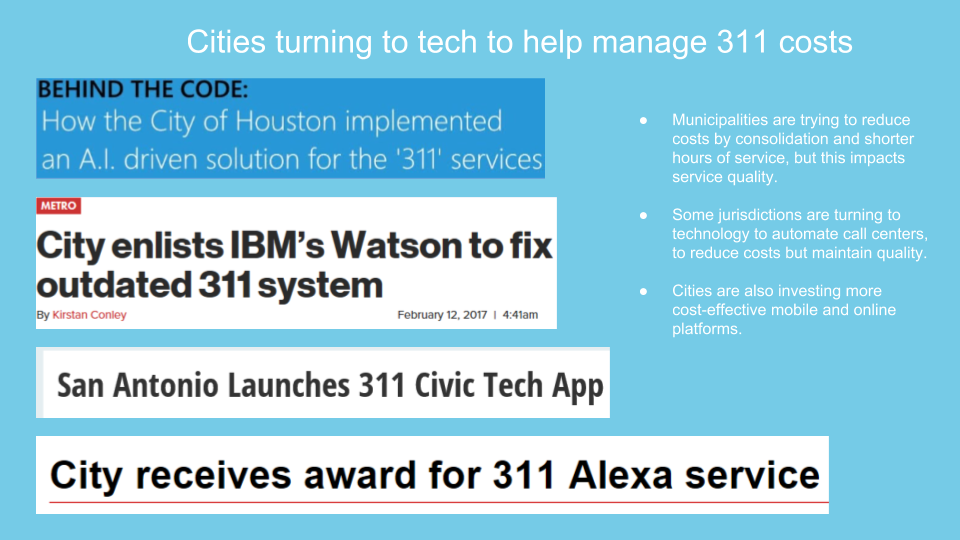 Cities turning to tech to help manage 311 costs
BEHIND THE CODE:
How the City of Houston implemented
an A.I. driven solution for the '311' services
METRO
City enlists IBM's Watson to fix
outdated 311 system
By Kirstan Conley February 12, 2017 | 4:41am
San Antonio Launches 311 Civic Tech App
City receives award for 311 Alexa service
● Municipalities are trying to reduce
costs by consolidation and shorter
hours of service, but this impacts
service quality.
● Some jurisdictions are turning to
technology to automate call centers,
to reduce costs but maintain quality.
● Cities are also investing more
cost-effective mobile and online
platforms.